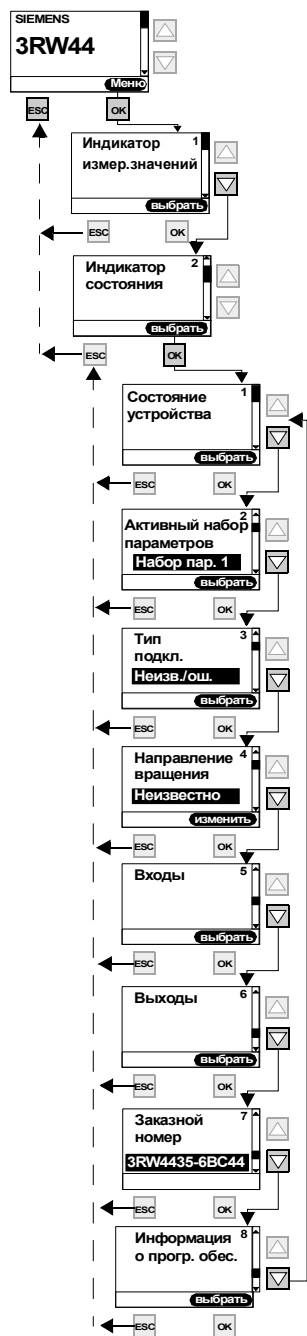 SIEMENS
3RW44
Меню
ESC
OK
Индикатор 1
измер.значений
выбрать
ESC
OK
Индикатор 2
состояния
выбрать
ESC
OK
Состояние 1
устройства
выбрать
ESC
OK
2
Активный набор
параметров
Набор пар. 1
выбрать
ESC
OK
Тип 3
подкл.
Неизв./ош.
выбрать
ESC
OK
Направление 4
вращения
Неизвестно
изменить
ESC
OK
Входы 5
выбрать
ESC
OK
Выходы 6
выбрать
ESC
OK
Заказной 7
номер
3RW4435-6BC44
ESC
OK
Информация 8
о прогр. обес.
выбрать
ESC
OK